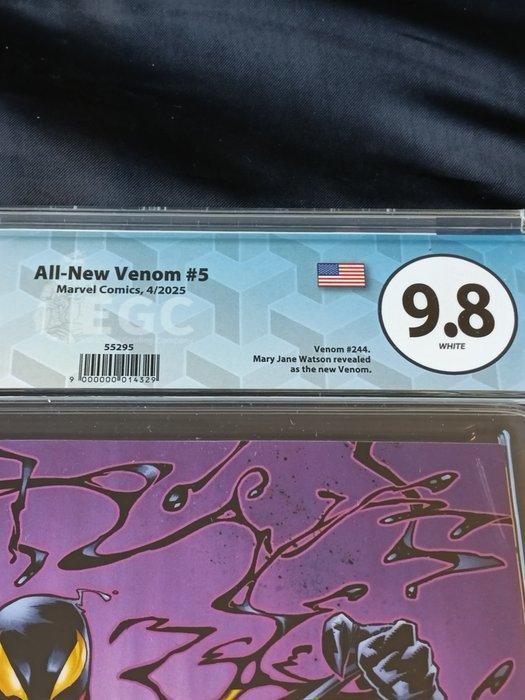 All-New Venom #5
Marvel Comics, 4/2025
EGC
55295
9 000000 014329
Venom #244.
Mary Jane Watson revealed
as the new Venom.
9.8
WHITE